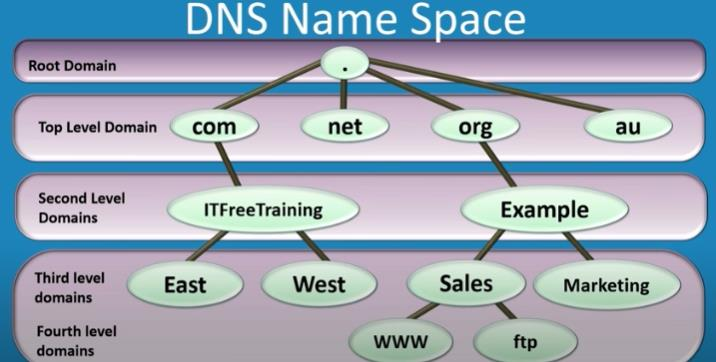 DNS Name Space
Root Domain
.
Top Level Domain
com
net
org
au
Second Level
Domains
ITFreeTraining
Example
Third level
domains
East
West
Sales
Marketing
Fourth level
domains
WWW
ftp